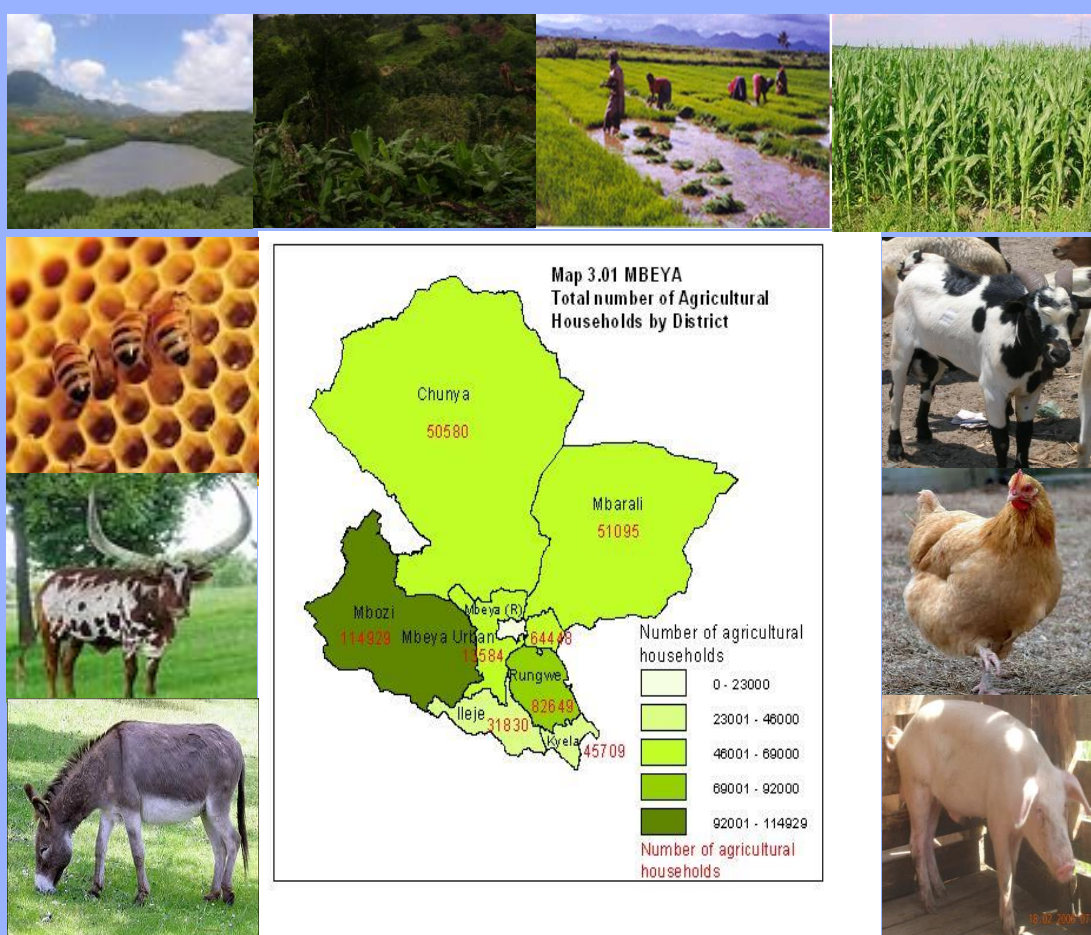 Map 3.01 MBEYA
Total number of Agricultural
Households by District
Chunya
50580
Mbarali
51095
Mbozi
114929
Mbeya (R)
64448
Mbeya Urban
13584
Rungwe
82649
Ileje
31830
Kyela
45709
Number of agricultural
households
0 - 23000
23001 - 46000
46001 - 69000
69001 - 92000
92001 - 114929
Number of agricultural
households